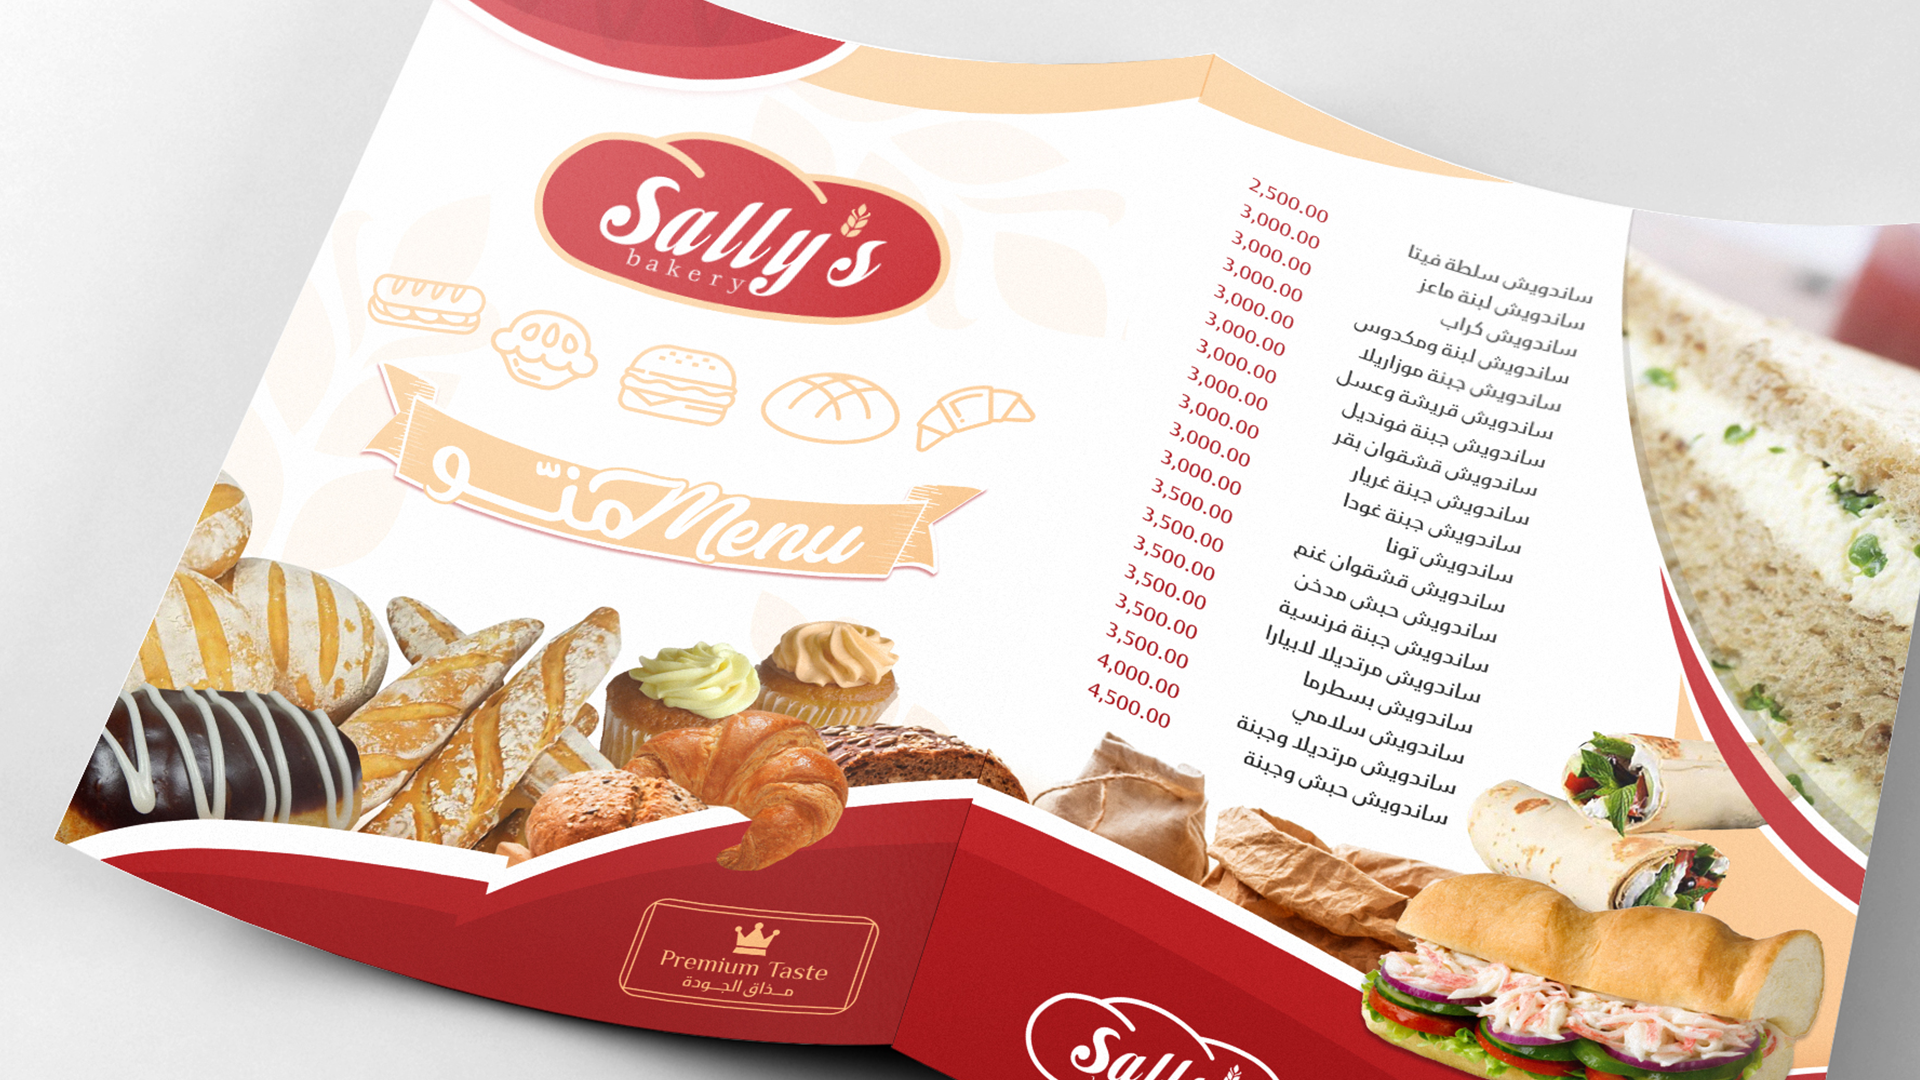 Sally's
bakery
منيّو Menu
Premium Taste
مـذاق الجـودة
ساندويش سلطة فيتا 2,500.00
ساندويش لبنة ماعز 3,000.00
ساندويش كراب 3,000.00
ساندويش لبنة ومكدوس 3,000.00
ساندويش جبنة موزاريلا 3,000.00
ساندويش قريشة وعسل 3,000.00
ساندويش جبنة فونديل 3,000.00
ساندويش قشقوان بقر 3,000.00
ساندويش جبنة غريار 3,000.00
ساندويش جبنة غودا 3,000.00
ساندويش تونا 3,000.00
ساندويش قشقوان غنم 3,500.00
ساندويش حبش مدخن 3,500.00
ساندويش جبنة فرنسية 3,500.00
ساندويش مرتديلا لابيارا 3,500.00
ساندويش بسطرما 3,500.00
ساندويش سلامي 3,500.00
ساندويش مرتديلا وجبنة 4,000.00
ساندويش حبش وجبنة 4,500.00
Sally's